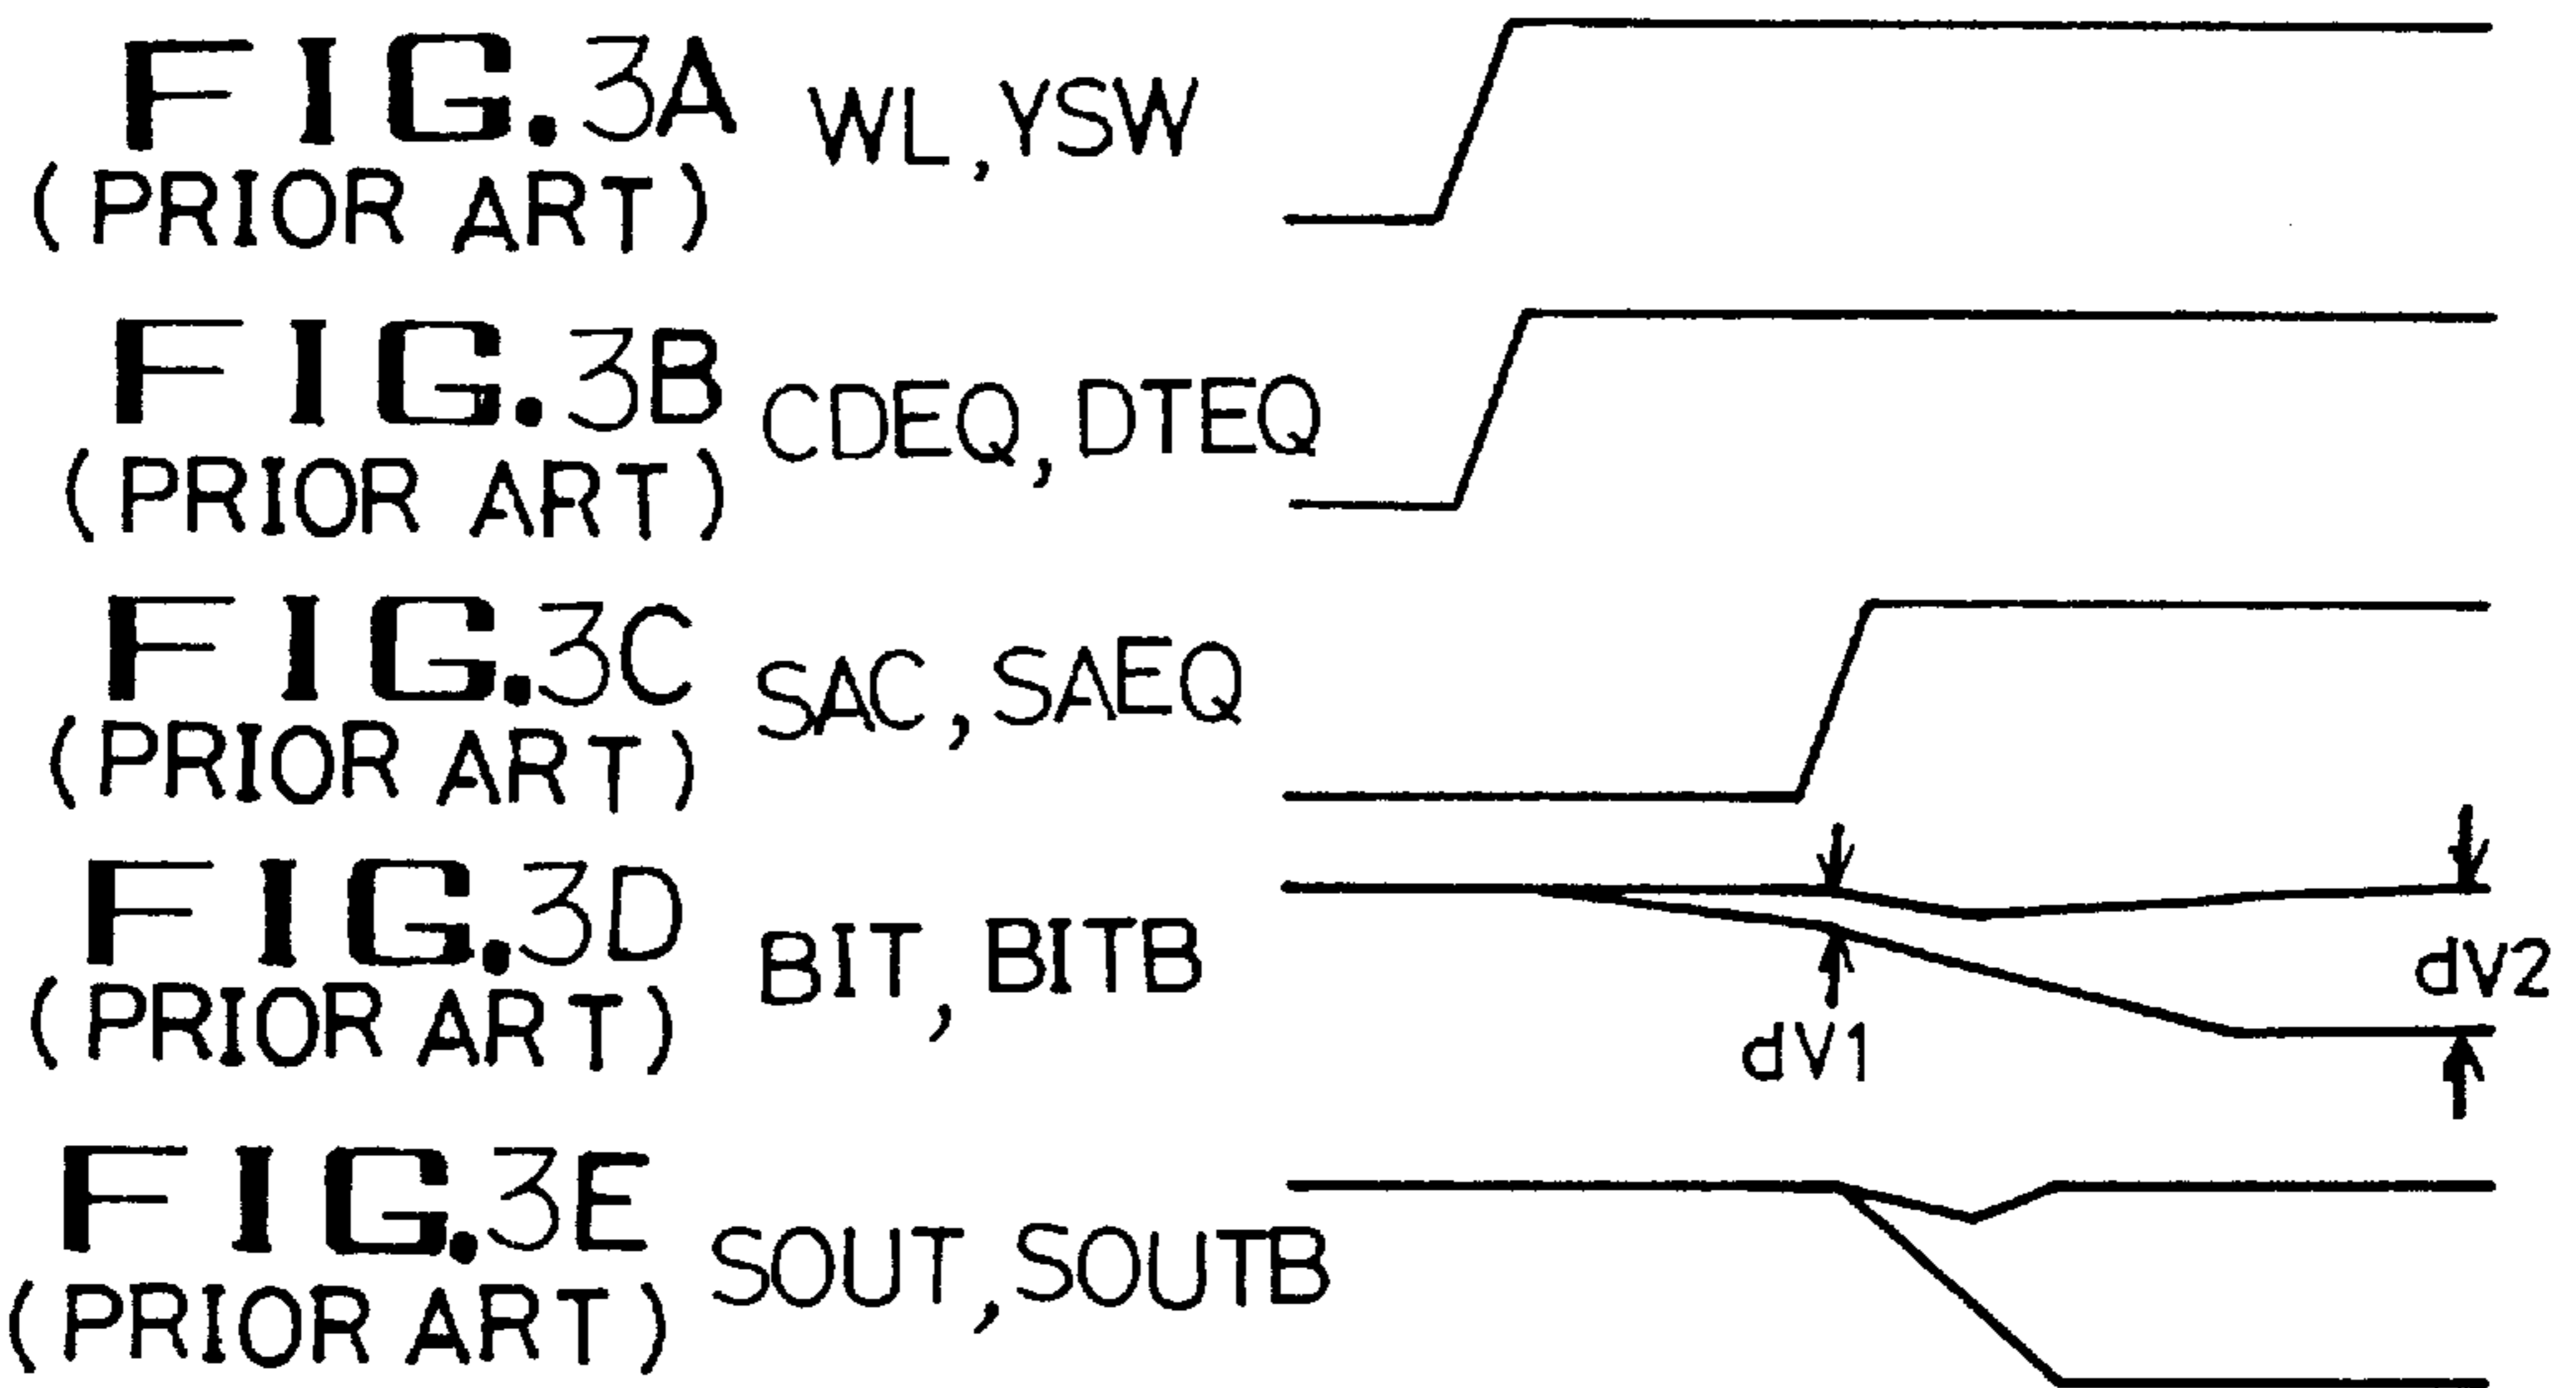 FIG.3A WL,YSW
(PRIOR ART)
FIG.3B CDEQ,DTEQ
(PRIOR ART)
FIG.3C SAC,SAEQ
(PRIOR ART)
FIG.3D BIT,BITB
(PRIOR ART)
dV1
dV2
FIG.3E SOUT,SOUTB
(PRIOR ART)